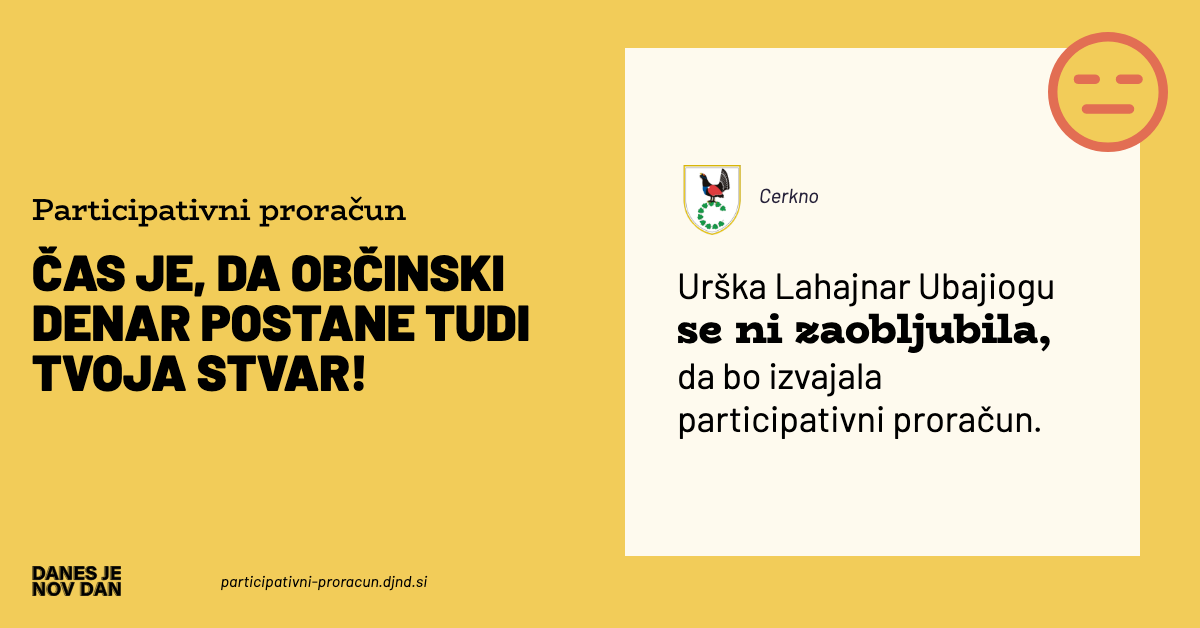 Participativni proračun
ČAS JE, DA OBČINSKI
DENAR POSTANE TUDI
TVOJA STVAR!
DANES JE
NOV DAN
participativni-proracun.djnd.si
Cerkno
Urška Lahajnar Ubajiogu
se ni zaobljubila,
da bo izvajala
participativni proračun.